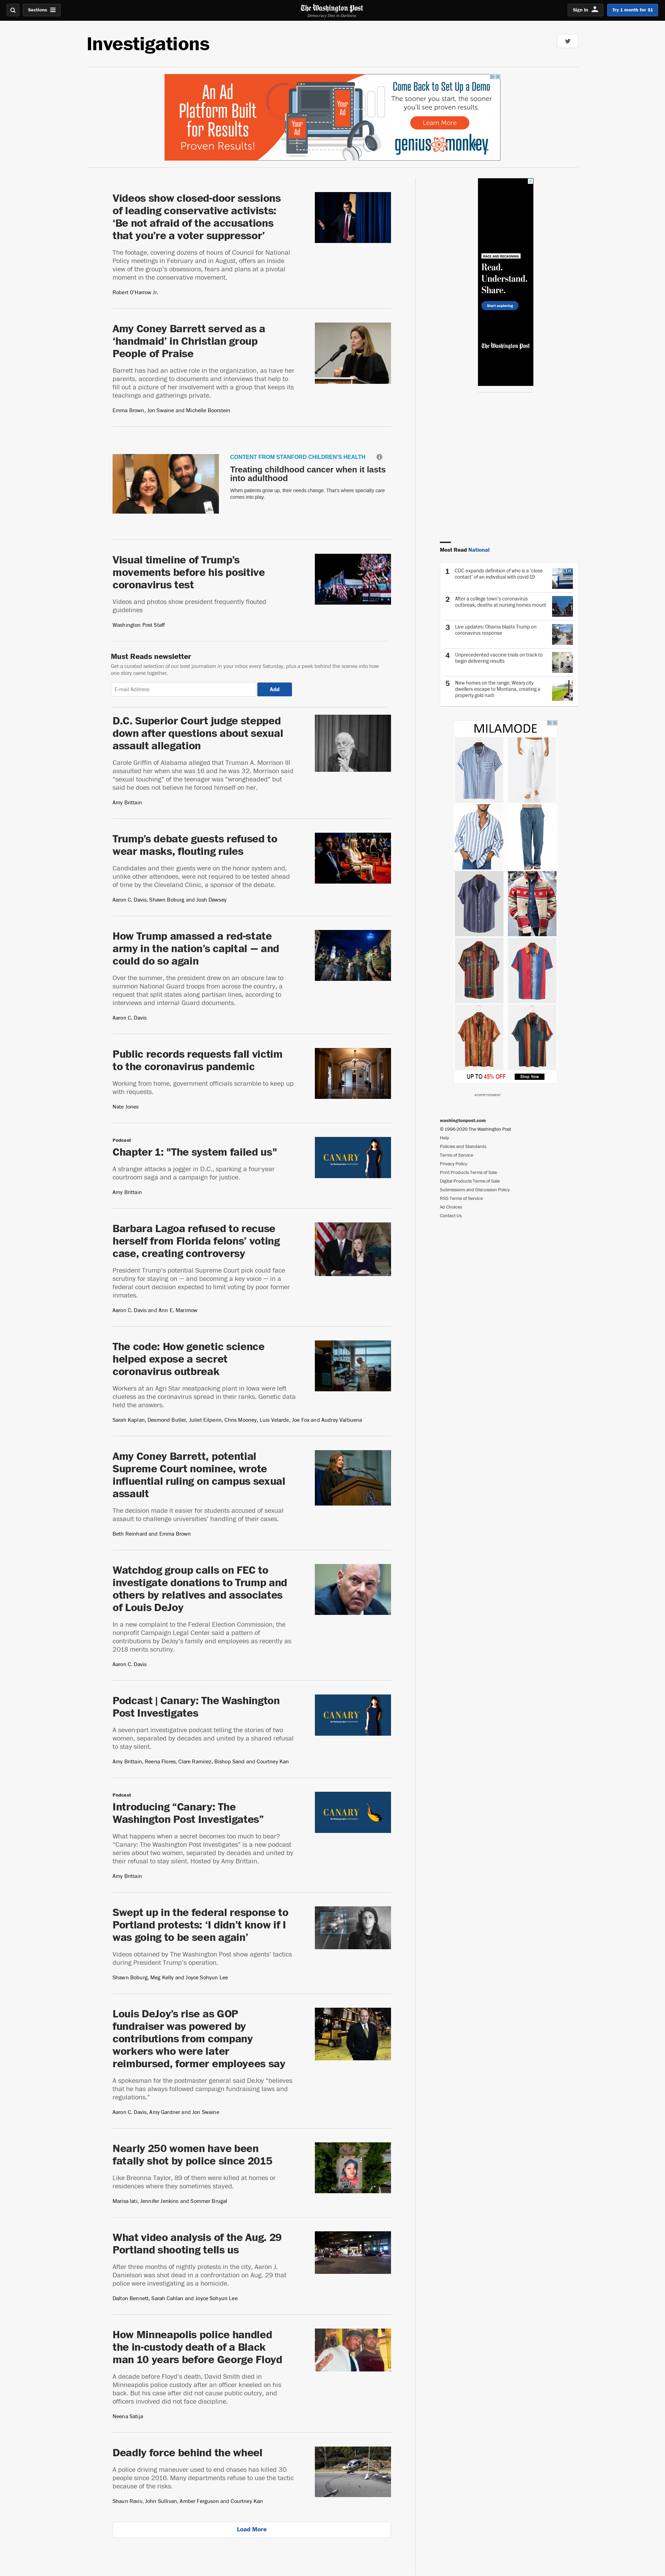 Sections
The Washington Post
Democracy Dies in Darkness
Sign In
Try 1 month for $1
Investigations
An Ad
Platform Built
for Results
Proven Results!
Your
Ad
Your
Ad
Come Back to Set Up a Demo
The sooner you start, the sooner
you'll see proven results.
Learn More
genius monkey
Videos show closed-door sessions
of leading conservative activists:
‘Be not afraid of the accusations
that you’re a voter suppressor’
The footage, covering dozens of hours of Council for National
Policy meetings in February and in August, offers an inside
view of the group’s obsessions, fears and plans at a pivotal
moment in the conservative movement.
Robert O'Harrow Jr.
Amy Coney Barrett served as a
‘handmaid’ in Christian group
People of Praise
Barrett has had an active role in the organization, as have her
parents, according to documents and interviews that help to
fill out a picture of her involvement with a group that keeps its
teachings and gatherings private.
Emma Brown, Jon Swaine and Michelle Boorstein
CONTENT FROM STANFORD CHILDREN'S HEALTH
Treating childhood cancer when it lasts
into adulthood
When patients grow up, their needs change. That's where specialty care
comes into play.
Visual timeline of Trump’s
movements before his positive
coronavirus test
Videos and photos show president frequently flouted
guidelines
Washington Post Staff
Must Reads newsletter
Get a curated selection of our best journalism in your inbox every Saturday, plus a peek behind the scenes into how
one story came together.
E-mail Address
Add
D.C. Superior Court judge stepped
down after questions about sexual
assault allegation
Carole Griffin of Alabama alleged that Truman A. Morrison III
assaulted her when she was 16 and he was 32. Morrison said
“sexual touching” of the teenager was “wrongheaded” but
said he does not believe he forced himself on her.
Amy Brittain
Trump’s debate guests refused to
wear masks, flouting rules
Candidates and their guests were on the honor system and,
unlike other attendees, were not required to be tested ahead
of time by the Cleveland Clinic, a sponsor of the debate.
Aaron C. Davis, Shawn Boburg and Josh Dawsey
How Trump amassed a red-state
army in the nation’s capital — and
could do so again
Over the summer, the president drew on an obscure law to
summon National Guard troops from across the country, a
request that split states along partisan lines, according to
interviews and internal Guard documents.
Aaron C. Davis
Public records requests fall victim
to the coronavirus pandemic
Working from home, government officials scramble to keep up
with requests.
Nate Jones
Podcast
Chapter 1: "The system failed us"
A stranger attacks a jogger in D.C., sparking a four-year
courtroom saga and a campaign for justice.
Amy Brittain
CANARY
Barbara Lagoa refused to recuse
herself from Florida felons’ voting
case, creating controversy
President Trump’s potential Supreme Court pick could face
scrutiny for staying on — and becoming a key voice — in a
federal court decision expected to limit voting by poor former
inmates.
Aaron C. Davis and Ann E. Marimow
The code: How genetic science
helped expose a secret
coronavirus outbreak
Workers at an Agri Star meatpacking plant in Iowa were left
clueless as the coronavirus spread in their ranks. Genetic data
held the answers.
Sarah Kaplan, Desmond Butler, Juliet Eilperin, Chris Mooney, Luis Velarde, Joe Fox and Audrey Valbuena
Amy Coney Barrett, potential
Supreme Court nominee, wrote
influential ruling on campus sexual
assault
The decision made it easier for students accused of sexual
assault to challenge universities’ handling of their cases.
Beth Reinhard and Emma Brown
Watchdog group calls on FEC to
investigate donations to Trump and
others by relatives and associates
of Louis DeJoy
In a new complaint to the Federal Election Commission, the
nonprofit Campaign Legal Center said a pattern of
contributions by DeJoy’s family and employees as recently as
2018 merits scrutiny.
Aaron C. Davis
Podcast | Canary: The Washington
Post Investigates
A seven-part investigative podcast telling the stories of two
women, separated by decades and united by a shared refusal
to stay silent.
Amy Brittain, Reena Flores, Clare Ramirez, Bishop Sand and Courtney Kan
CANARY
Podcast
Introducing “Canary: The
Washington Post Investigates”
What happens when a secret becomes too much to bear?
“Canary: The Washington Post Investigates” is a new podcast
series about two women, separated by decades and united by
their refusal to stay silent. Hosted by Amy Brittain.
Amy Brittain
CANARY
Swept up in the federal response to
Portland protests: ‘I didn’t know if I
was going to be seen again’
Videos obtained by The Washington Post show agents’ tactics
during President Trump’s operation.
Shawn Boburg, Meg Kelly and Joyce Sohyun Lee
Louis DeJoy’s rise as GOP
fundraiser was powered by
contributions from company
workers who were later
reimbursed, former employees say
A spokesman for the postmaster general said DeJoy “believes
that he has always followed campaign fundraising laws and
regulations.”
Aaron C. Davis, Amy Gardner and Jon Swaine
Nearly 250 women have been
fatally shot by police since 2015
Like Breonna Taylor, 89 of them were killed at homes or
residences where they sometimes stayed.
Marisa Iati, Jennifer Jenkins and Sommer Brugal
What video analysis of the Aug. 29
Portland shooting tells us
After three months of nightly protests in the city, Aaron J.
Danielson was shot dead in a confrontation on Aug. 29 that
police were investigating as a homicide.
Dalton Bennett, Sarah Cahlan and Joyce Sohyun Lee
How Minneapolis police handled
the in-custody death of a Black
man 10 years before George Floyd
A decade before Floyd’s death, David Smith died in
Minneapolis police custody after an officer kneeled on his
back. But his case after did not cause public outcry, and
officers involved did not face discipline.
Neena Satija
Deadly force behind the wheel
A police driving maneuver used to end chases has killed 30
people since 2016. Many departments refuse to use the tactic
because of the risks.
Shaun Raviv, John Sullivan, Amber Ferguson and Courtney Kan
Load More
RACE AND RECKONING
Read.
Understand.
Share.
Start exploring
The Washington Post
Most Read National
1 CDC expands definition of who is a ‘close
contact’ of an individual with covid-19
2 After a college town’s coronavirus
outbreak, deaths at nursing homes mount
3 Live updates: Obama blasts Trump on
coronavirus response
4 Unprecedented vaccine trials on track to
begin delivering results
5 New homes on the range: Weary city
dwellers escape to Montana, creating a
property gold rush
MILAMODE
UP TO 45% OFF
Shop Now
ADVERTISEMENT
washingtonpost.com
© 1996-2020 The Washington Post
Help
Policies and Standards
Terms of Service
Privacy Policy
Print Products Terms of Sale
Digital Products Terms of Sale
Submissions and Discussion Policy
RSS Terms of Service
Ad Choices
Contact Us